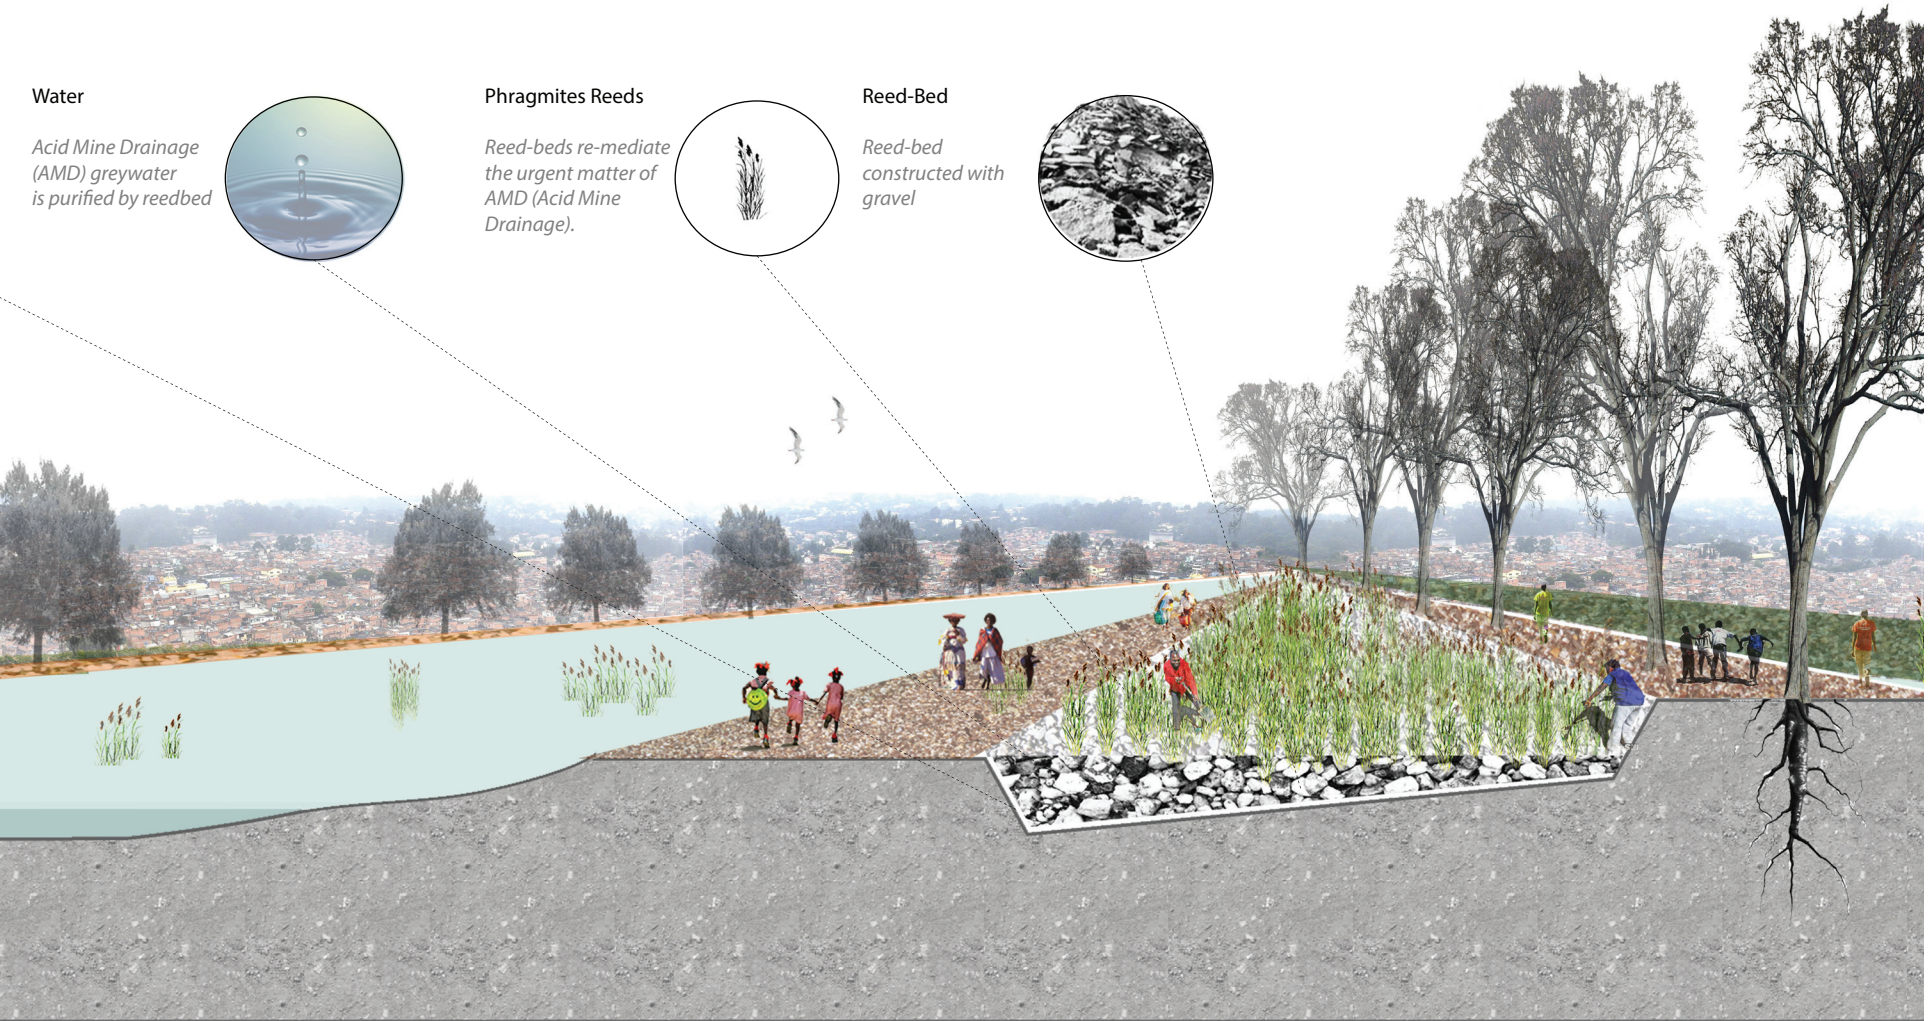 Water
Acid Mine Drainage
(AMD) greywater
is purified by reedbed
Phragmites Reeds
Reed-beds re-mediate
the urgent matter of
AMD (Acid Mine
Drainage).
Reed-Bed
Reed-bed
constructed with
gravel